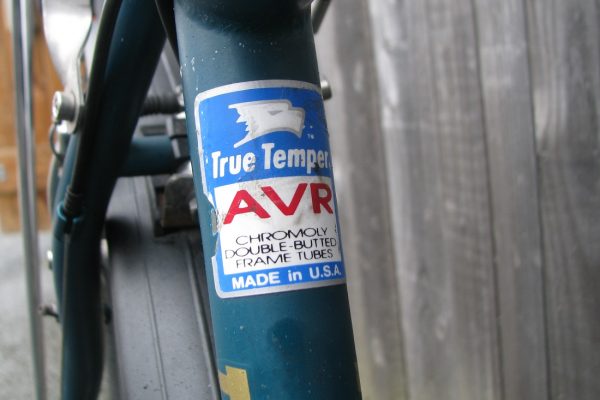 True Temper
AVR
CHROMOLY
DOUBLE-BUTTED
FRAME TUBES
MADE in U.S.A.